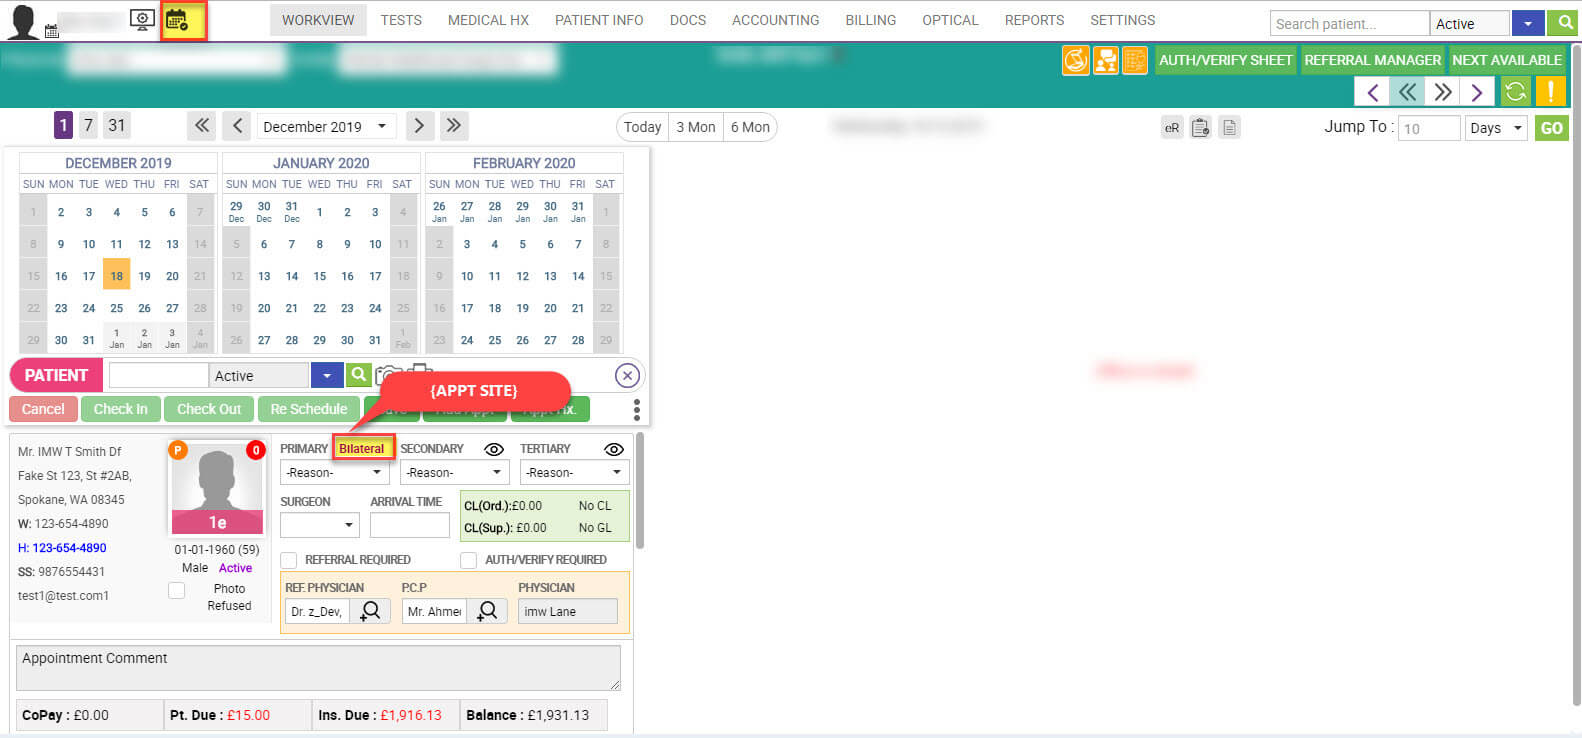 WORKVIEW TESTS MEDICAL HX PATIENT INFO DOCS ACCOUNTING BILLING OPTICAL REPORTS SETTINGS Search patient... Active
AUTH/VERIFY SHEET REFERRAL MANAGER NEXT AVAILABLE
1 7 31 December 2019 Today 3 Mon 6 Mon eR Jump To : 10 Days GO
DECEMBER 2019 JANUARY 2020 FEBRUARY 2020
SUN MON TUE WED THU FRI SAT SUN MON TUE WED THU FRI SAT SUN MON TUE WED THU FRI SAT
1 2 3 4 5 6 7 29 Dec 30 Dec 31 Dec 1 2 3 4 26 Jan 27 Jan 28 Jan 29 Jan 30 Jan 31 Jan 1
8 9 10 11 12 13 14 5 6 7 8 9 10 11 2 3 4 5 6 7 8
15 16 17 18 19 20 21 12 13 14 15 16 17 18 9 10 11 12 13 14 15
22 23 24 25 26 27 28 19 20 21 22 23 24 25 16 17 18 19 20 21 22
29 30 31 1 Jan 2 Jan 3 Jan 4 Jan 26 27 28 29 30 31 1 Feb 23 24 25 26 27 28 29
PATIENT Active
{APPT SITE}
Cancel Check In Check Out Re Schedule
Mr. IMW T Smith Df
Fake St 123, St #2AB,
Spokane, WA 08345
W: 123-654-4890
H: 123-654-4890
SS: 9876554431
test1@test.com1
P 0
1e
01-01-1960 (59)
Male Active
Photo
Refused
PRIMARY Bilateral SECONDARY TERTIARY
-Reason- -Reason- -Reason-
SURGEON ARRIVAL TIME
CL(Ord.):£0.00 No CL
CL(Sup.): £0.00 No GL
REFERRAL REQUIRED AUTH/VERIFY REQUIRED
REF. PHYSICIAN P.C.P PHYSICIAN
Dr. z_Dev, Mr. Ahmed imw Lane
Appointment Comment
CoPay : £0.00 Pt. Due : £15.00 Ins. Due : £1,916.13 Balance : £1,931.13